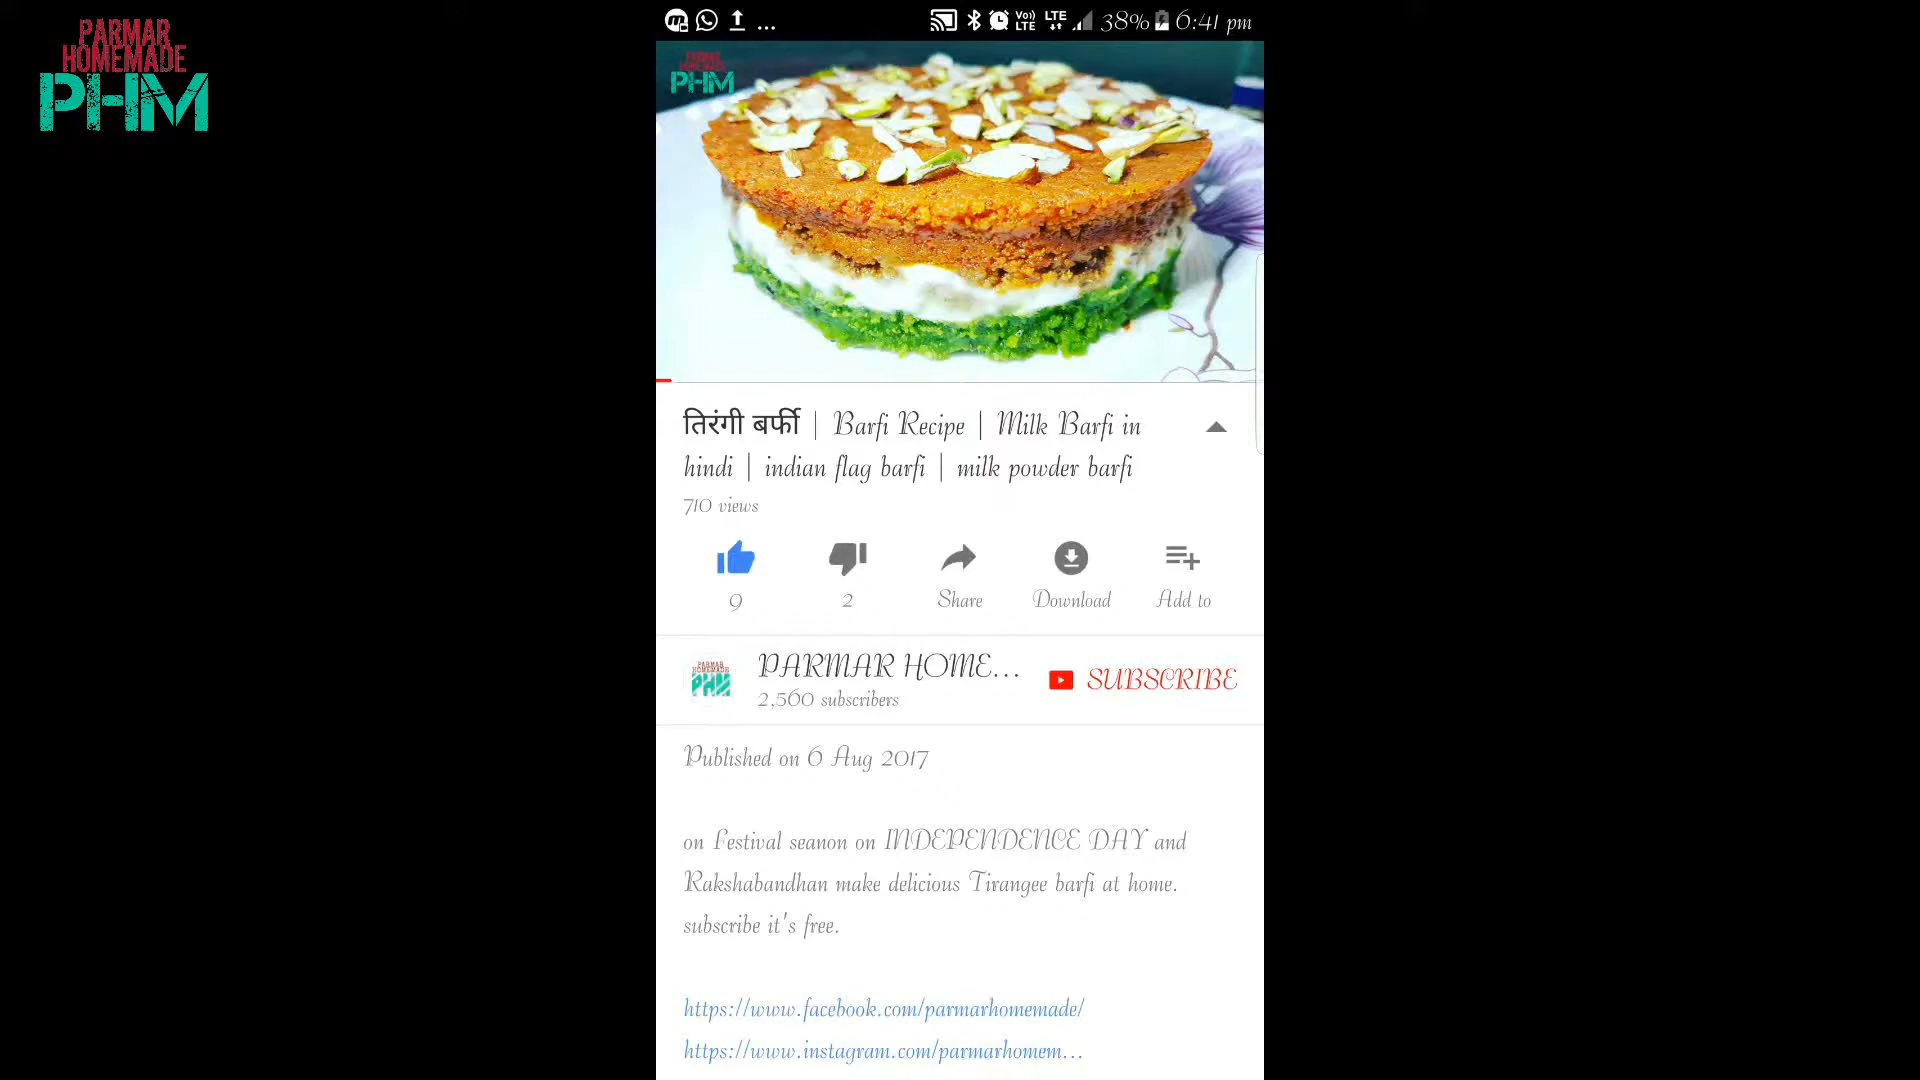 PARMAR
HOMEMADE
PHM
38% 6:41 pm
PARMAR
HOMEMADE
PHM
तिरंगी बर्फी | Barfi Recipe | Milk Barfi in
hindi | indian flag barfi | milk powder barfi
710 views
9 2 Share Download Add to
PARMAR HOME... SUBSCRIBE
2,560 subscribers
Published on 6 Aug 2017
on Festival seanon on INDEPENDENCE DAY and
Rakshabandhan make delicious Tirangee barfi at home.
subscribe it's free.
https://www.facebook.com/parmarhomemade/
https://www.instagram.com/parmarhomem...